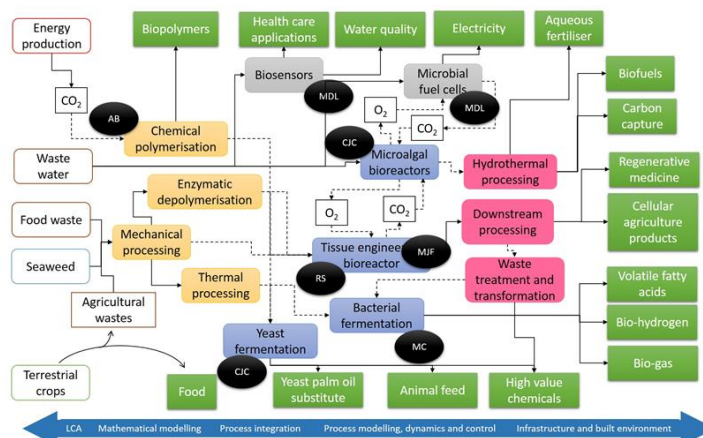 Energy
production
Biopolymers
Health care
applications
Water quality
Electricity
Aqueous
fertiliser
Biosensors
Microbial
fuel cells
Biofuels
CO2
MDL
MDL
O2
CO2
AB
Chemical
polymerisation
CJC
Carbon
capture
Waste
water
Microalgal
bioreactors
Hydrothermal
processing
Regenerative
medicine
Enzymatic
depolymerisation
O2
CO2
Food waste
Mechanical
processing
Downstream
processing
Cellular
agriculture
products
Tissue enginee
bioreactor
MJF
Seaweed
RS
Thermal
processing
Waste
treatment and
transformation
Volatile fatty
acids
Agricultural
wastes
Bacterial
fermentation
Bio-hydrogen
Yeast
fermentation
MC
Bio-gas
Terrestrial
crops
CJC
Food
Yeast palm oil
substitute
Animal feed
High value
chemicals
LCA Mathematical modelling Process integration Process modelling, dynamics and control Infrastructure and built environment